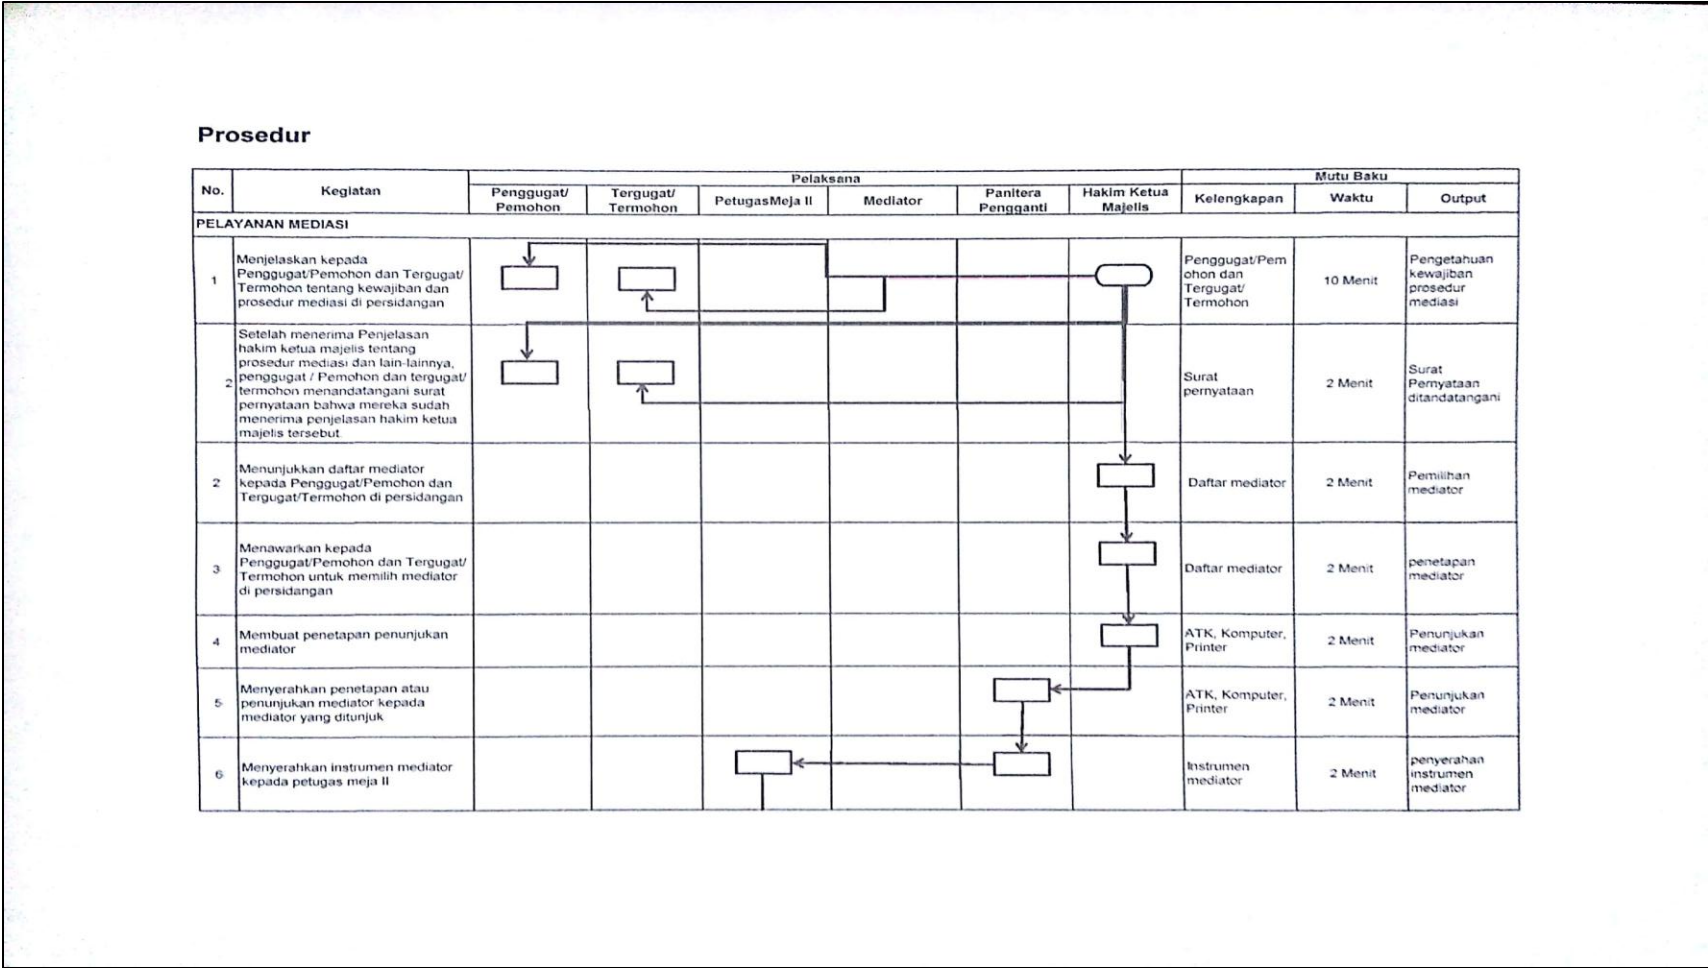 Prosedur
No. Kegiatan Pelaksana Mutu Baku
Penggugat/ Pemohon Tergugat/ Termohon PetugasMeja II Mediator Panitera Pengganti Hakim Ketua Majelis Kelengkapan Waktu Output
PELAYANAN MEDIASI
1
Menjelaskan kepada
Penggugat/Pemohon dan Tergugat/
Termohon tentang kewajiban dan
prosedur mediasi di persidangan
Penggugat/Pem
ohon dan
Tergugat/
Termohon
10 Menit
Pengetahuan
kewajiban
prosedur
mediasi
2
Setelah menerima Penjelasan
hakim ketua majelis tentang
prosedur mediasi dan lain-lainnya,
penggugat / Pemohon dan tergugat/
termohon menandatangani surat
pernyataan bahwa mereka sudah
menerima penjelasan hakim ketua
majelis tersebut
Surat
pernyataan
2 Menit
Surat
Pernyataan
ditandatangani
2
Menunjukkan daftar mediator
kepada Penggugat/Pemohon dan
Tergugat/Termohon di persidangan
Daftar mediator
2 Menit
Pemilihan
mediator
3
Menawarkan kepada
Penggugat/Pemohon dan Tergugat/
Termohon untuk memilih mediator
di persidangan
Daftar mediator
2 Menit
penetapan
mediator
4
Membuat penetapan penunjukan
mediator
ATK, Komputer,
Printer
2 Menit
Penunjukan
mediator
5
Menyerahkan penetapan atau
penunjukan mediator kepada
mediator yang ditunjuk
ATK, Komputer,
Printer
2 Menit
Penunjukan
mediator
6
Menyerahkan instrumen mediator
kepada petugas meja II
Instrumen
mediator
2 Menit
penyerahan
instrumen
mediator